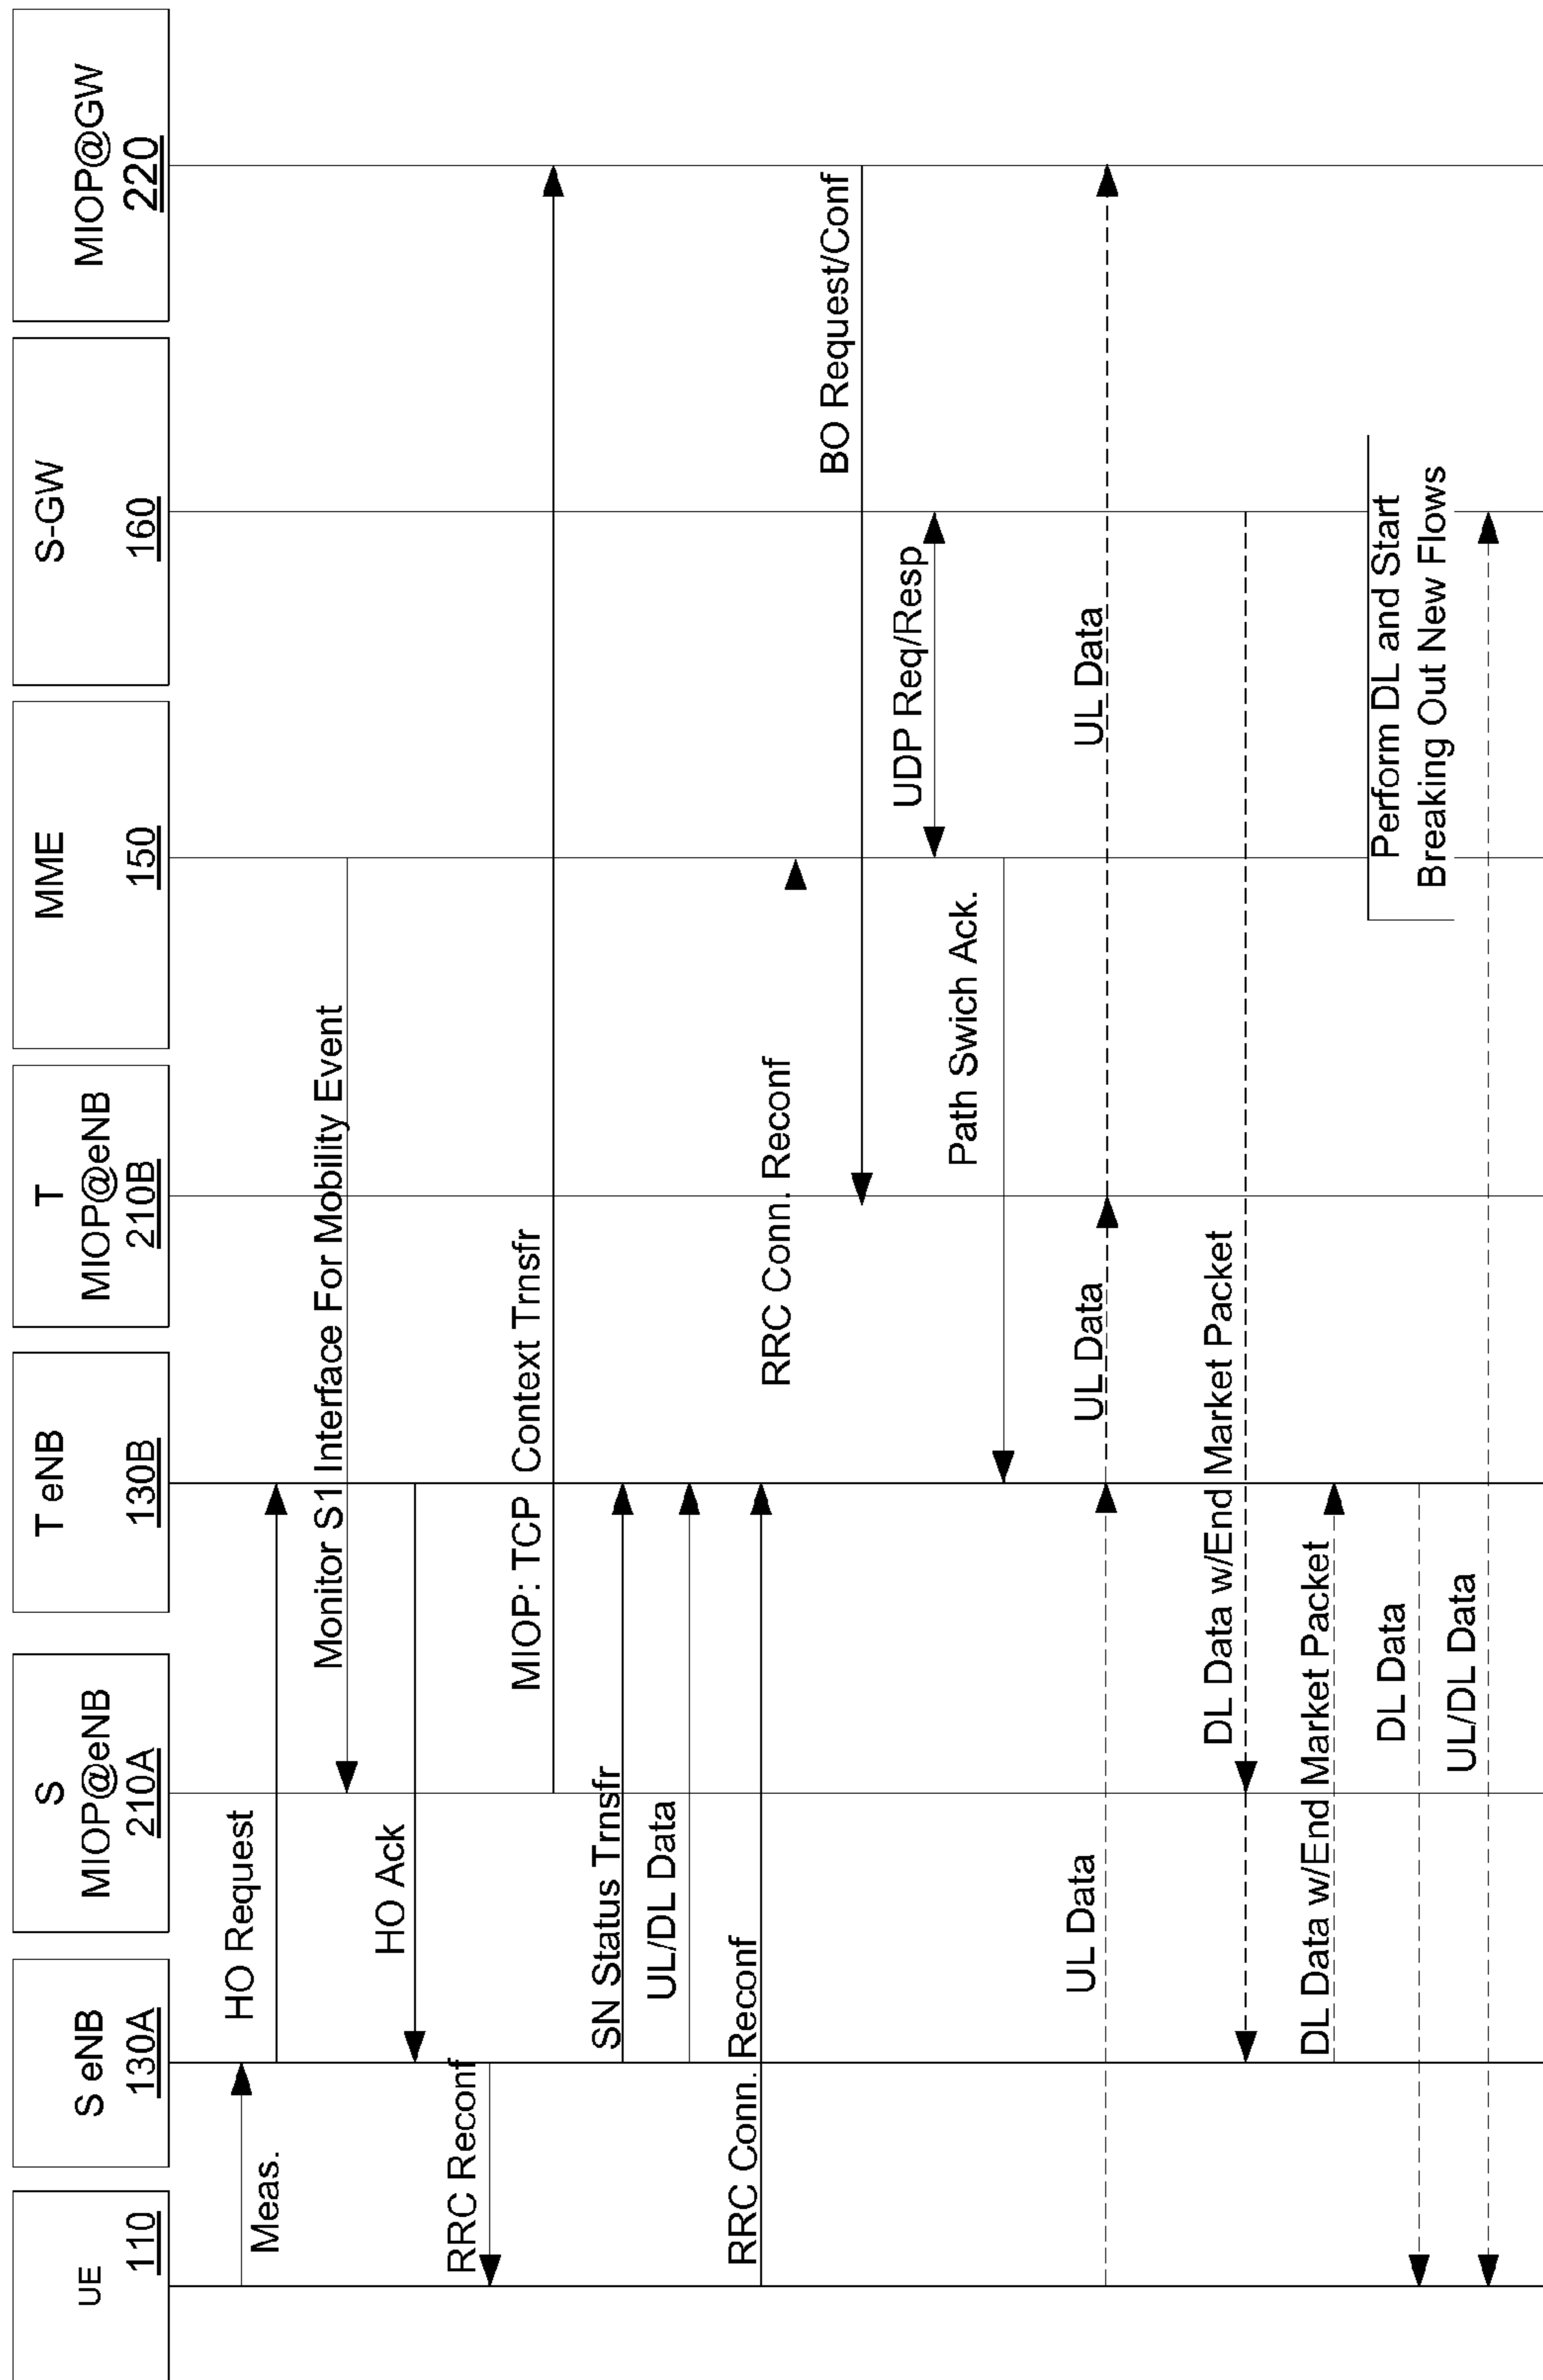 UE
110
S eNB
130A
S
MIOP@eNB
210A
T eNB
130B
T
MIOP@eNB
210B
MME
150
S-GW
160
MIOP@GW
220
Meas.
HO Request
Monitor S1 Interface For Mobility Event
HO Ack
RRC Reconf
MIOP: TCP Context Trnsfr
SN Status Trnsfr
UL/DL Data
RRC Conn. Reconf
RRC Conn. Reconf
BO Request/Conf
UDP Req/Resp
Path Swich Ack.
UL Data
UL Data
UL Data
DL Data w/End Market Packet
DL Data w/End Market Packet
Perform DL and Start
Breaking Out New Flows
DL Data
UL/DL Data